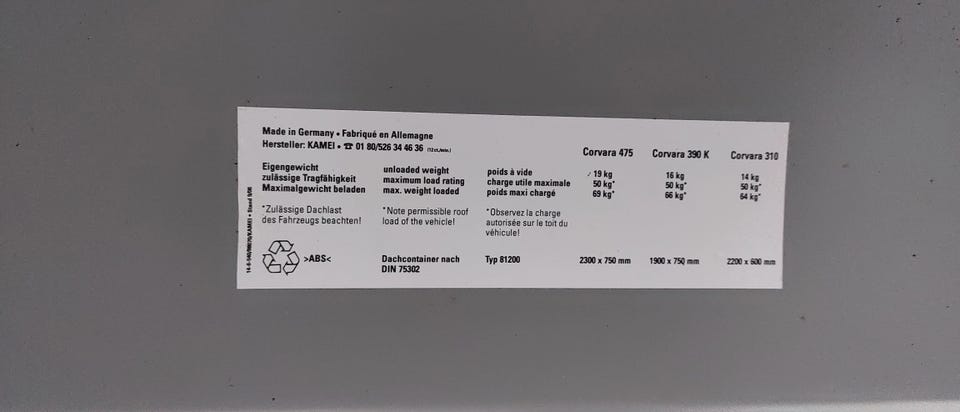 Made in Germany • Fabriqué en Allemagne
Hersteller: KAMEI • ☎ 01 80/526 34 46 36 (12ct./min.)
Corvara 475 Corvara 390 K Corvara 310
Eigengewicht unloaded weight poids à vide 19 kg 16 kg 14 kg
zulässige Tragfähigkeit maximum load rating charge utile maximale 50 kg* 50 kg* 50 kg*
Maximalgewicht beladen max. weight loaded poids maxi chargé 69 kg* 66 kg* 64 kg*
*Zulässige Dachlast *Note permissible roof *Observez la charge
des Fahrzeugs beachten! load of the vehicle! autorisée sur le toit du
véhicule!
>ABS< Dachcontainer nach Typ 81200 2300 x 750 mm 1900 x 750 mm 2200 x 600 mm
DIN 75302